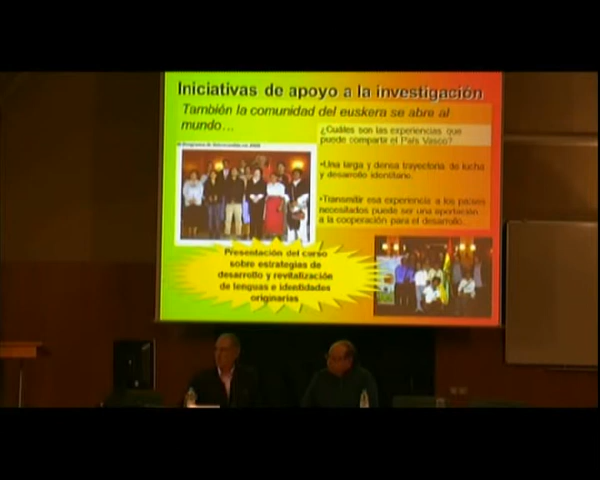 Iniciativas de apoyo a la investigación
También la comunidad del euskera se abre al
mundo…
¿Cuáles son las experiencias que
puede compartir el País Vasco?
•Una larga y densa trayectoria de lucha
y desarrollo identitario.
•Transmitir esa experiencia a los países
necesitados puede ser una aportación
a la cooperación para el desarrollo…
Presentación del curso
sobre estrategias de
desarrollo y revitalización
de lenguas e identidades
originarias